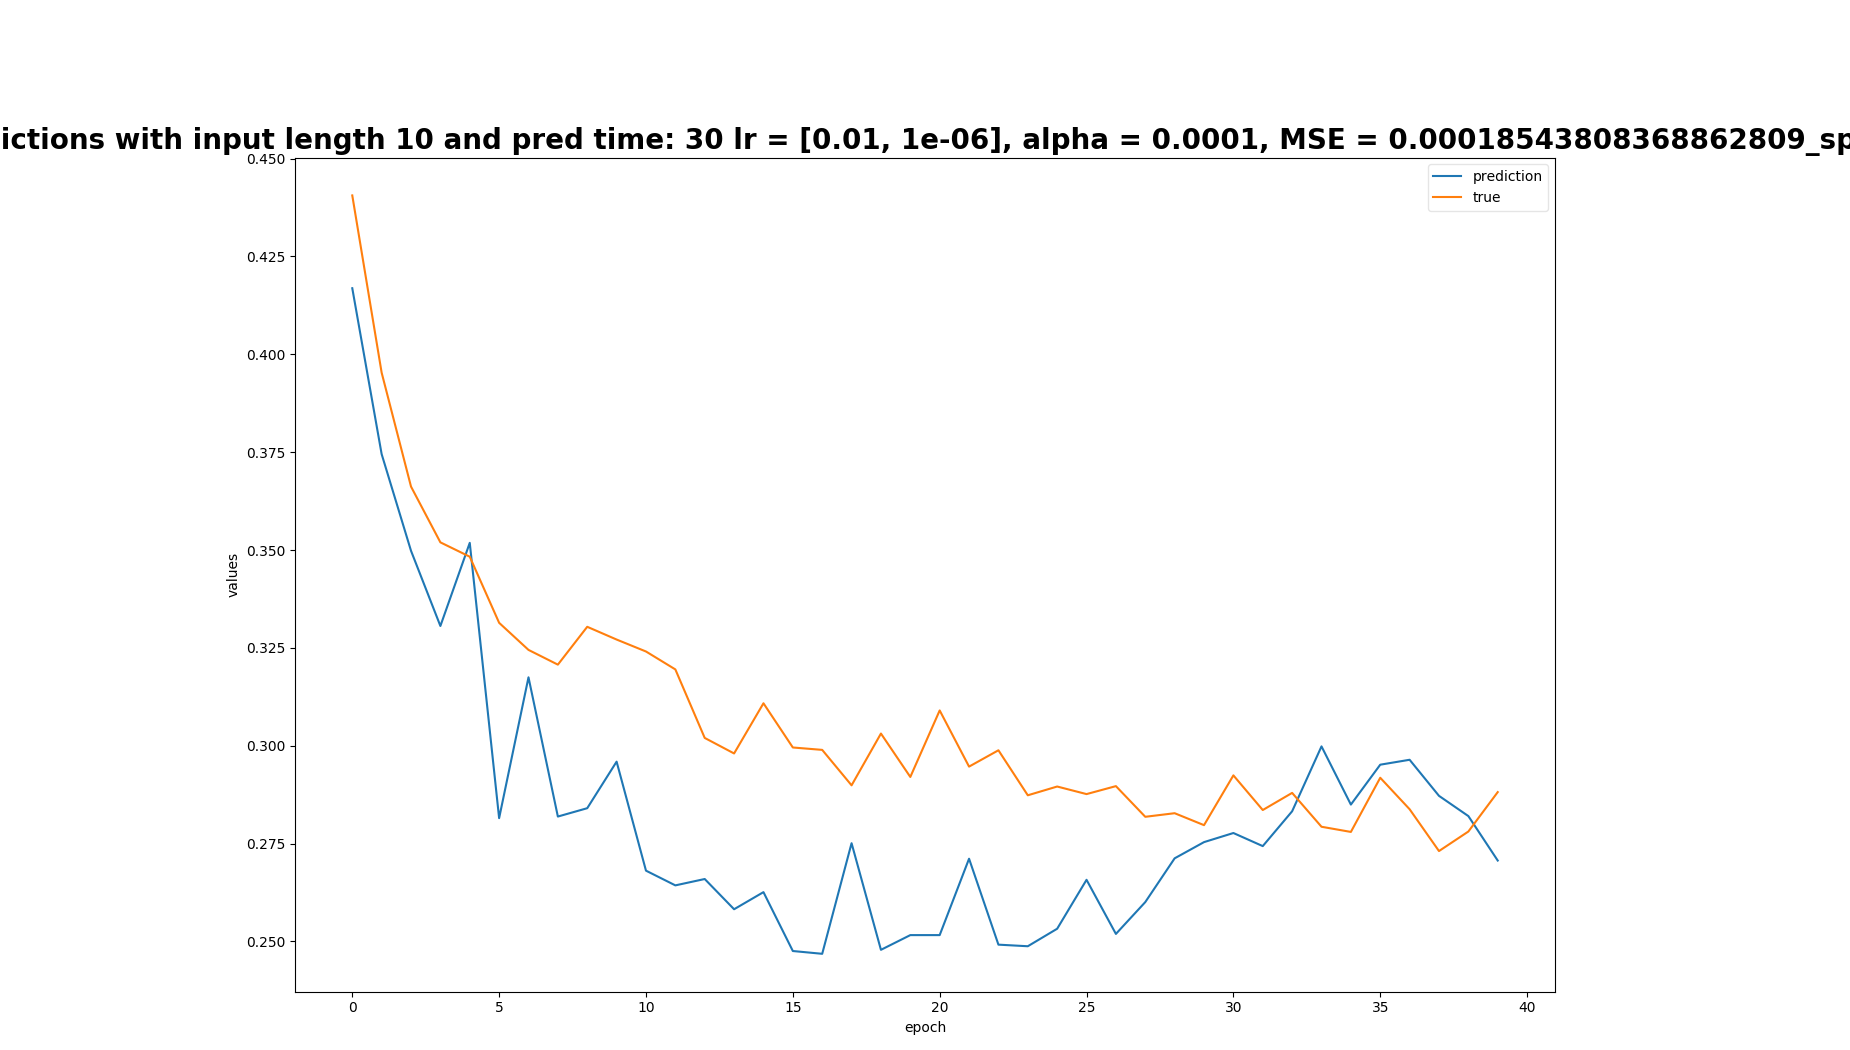 ictions with input length 10 and pred time: 30 lr = [0.01, 1e-06], alpha = 0.0001, MSE = 0.00018543808368862809_sp
prediction
true
0.450
0.425
0.400
0.375
0.350
0.325
0.300
0.275
0.250
values
0 5 10 15 20 25 30 35 40
epoch